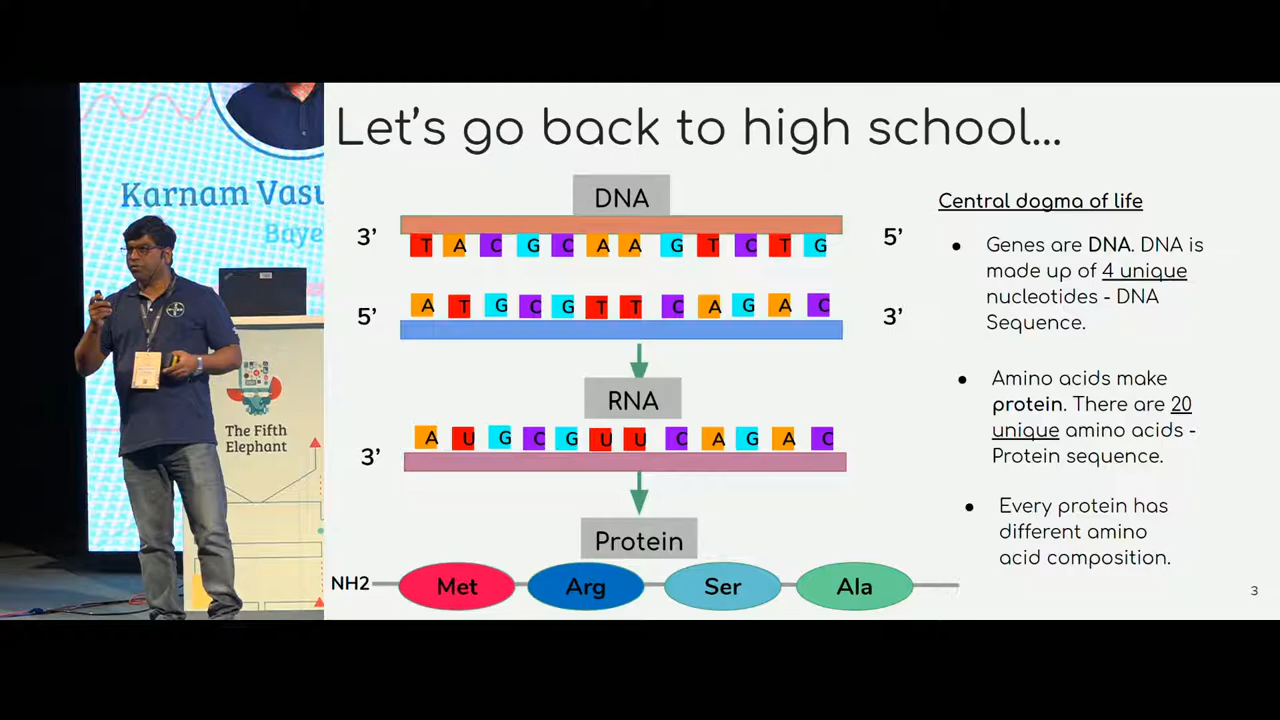 Let's go back to high school...
Karnam Vasu
Baye
The Fifth
Elephant
DNA
3' T A C G C A A G T C T G 5'
5' A T G C G T T C A G A C 3'
RNA
A U G C G U U C A G A C
3'
Protein
NH2 Met Arg Ser Ala
Central dogma of life
● Genes are DNA. DNA is
made up of 4 unique
nucleotides - DNA
Sequence.
● Amino acids make
protein. There are 20
unique amino acids -
Protein sequence.
● Every protein has
different amino
acid composition.
3